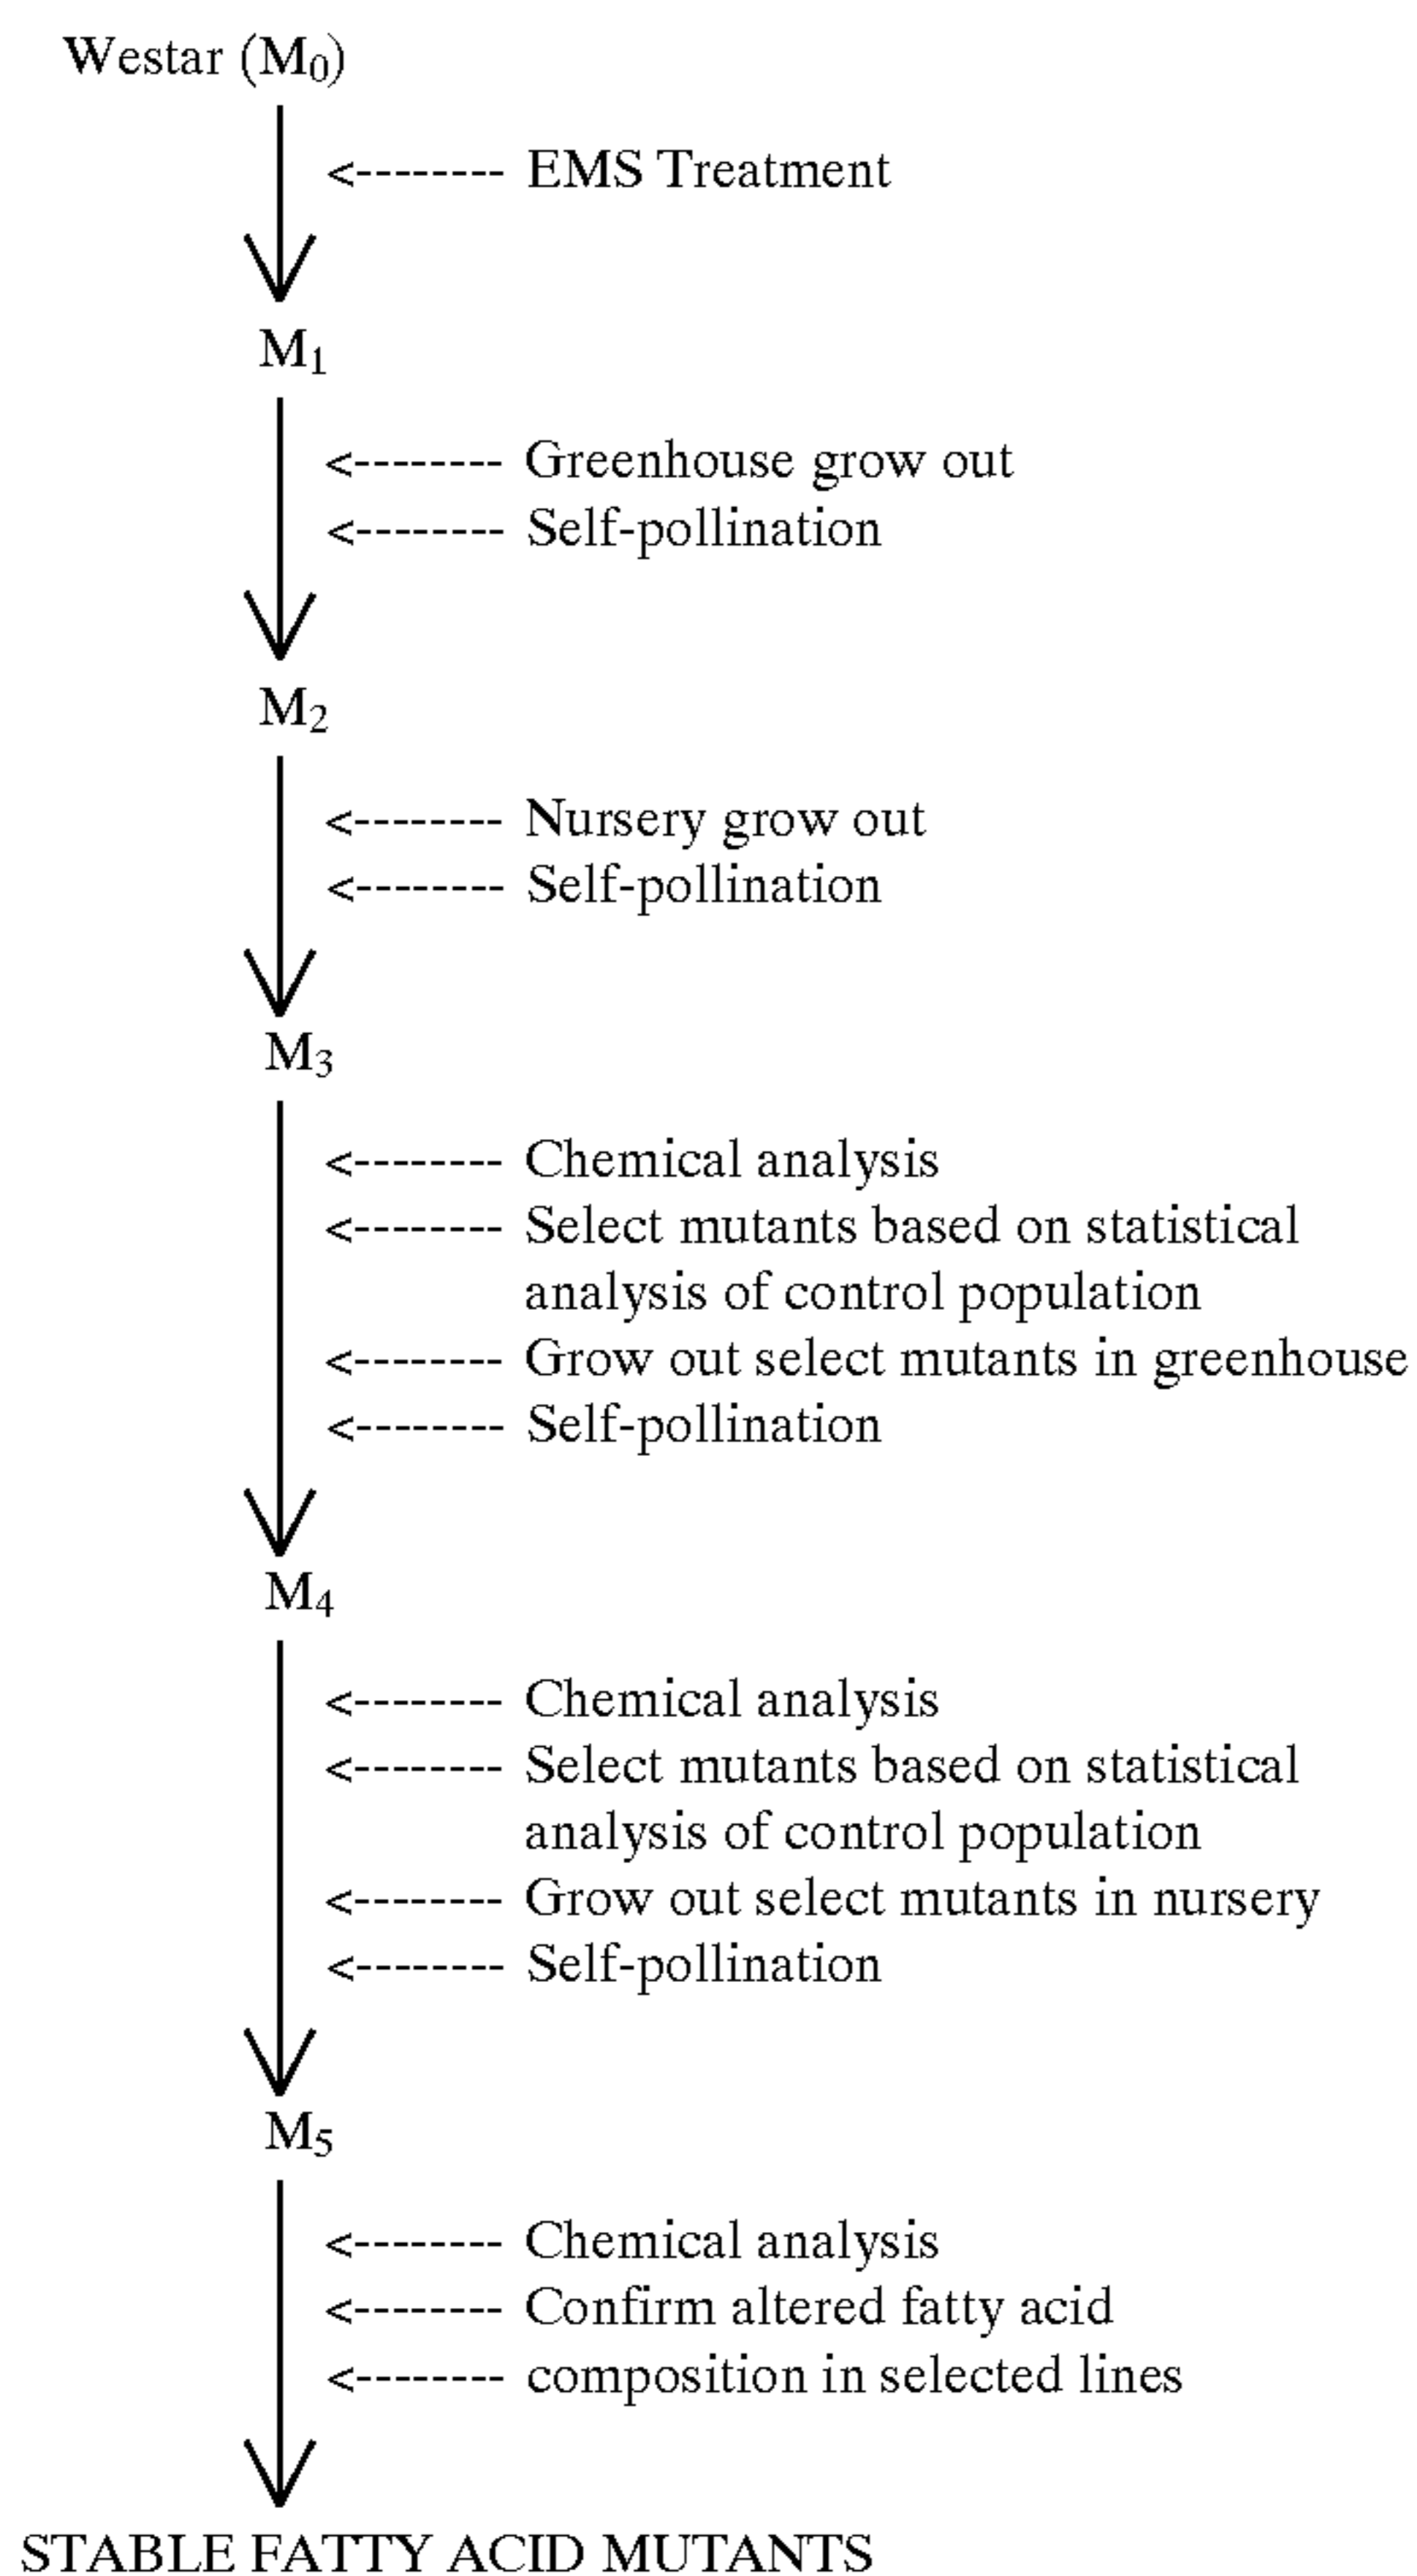 Westar (M0)
<-------- EMS Treatment
M1
<-------- Greenhouse grow out
<-------- Self-pollination
M2
<-------- Nursery grow out
<-------- Self-pollination
M3
<-------- Chemical analysis
<-------- Select mutants based on statistical
analysis of control population
<-------- Grow out select mutants in greenhouse
<-------- Self-pollination
M4
<-------- Chemical analysis
<-------- Select mutants based on statistical
analysis of control population
<-------- Grow out select mutants in nursery
<-------- Self-pollination
M5
<-------- Chemical analysis
<-------- Confirm altered fatty acid
<-------- composition in selected lines
STABLE FATTY ACID MUTANTS